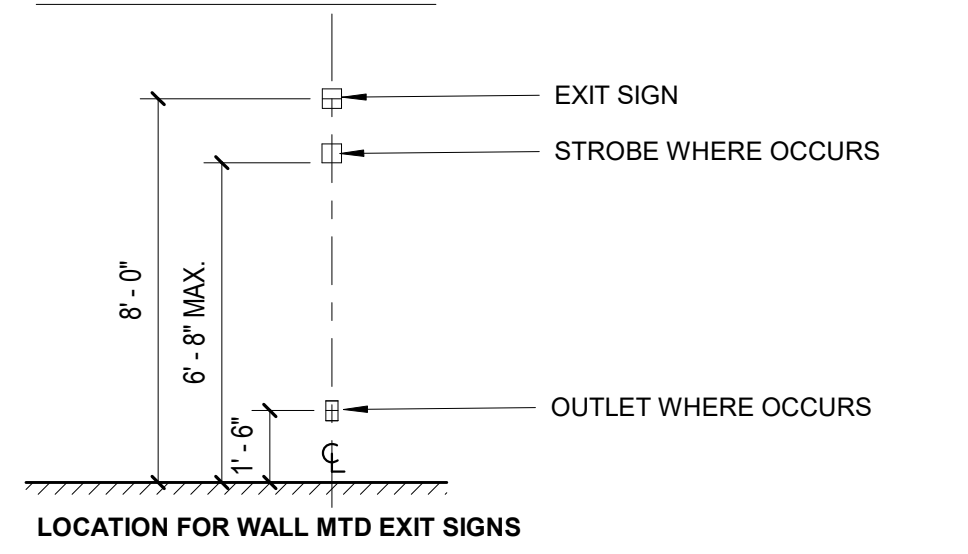 EXIT SIGN
STROBE WHERE OCCURS
8' - 0"
6' - 8" MAX.
OUTLET WHERE OCCURS
1' - 6"
CL
LOCATION FOR WALL MTD EXIT SIGNS